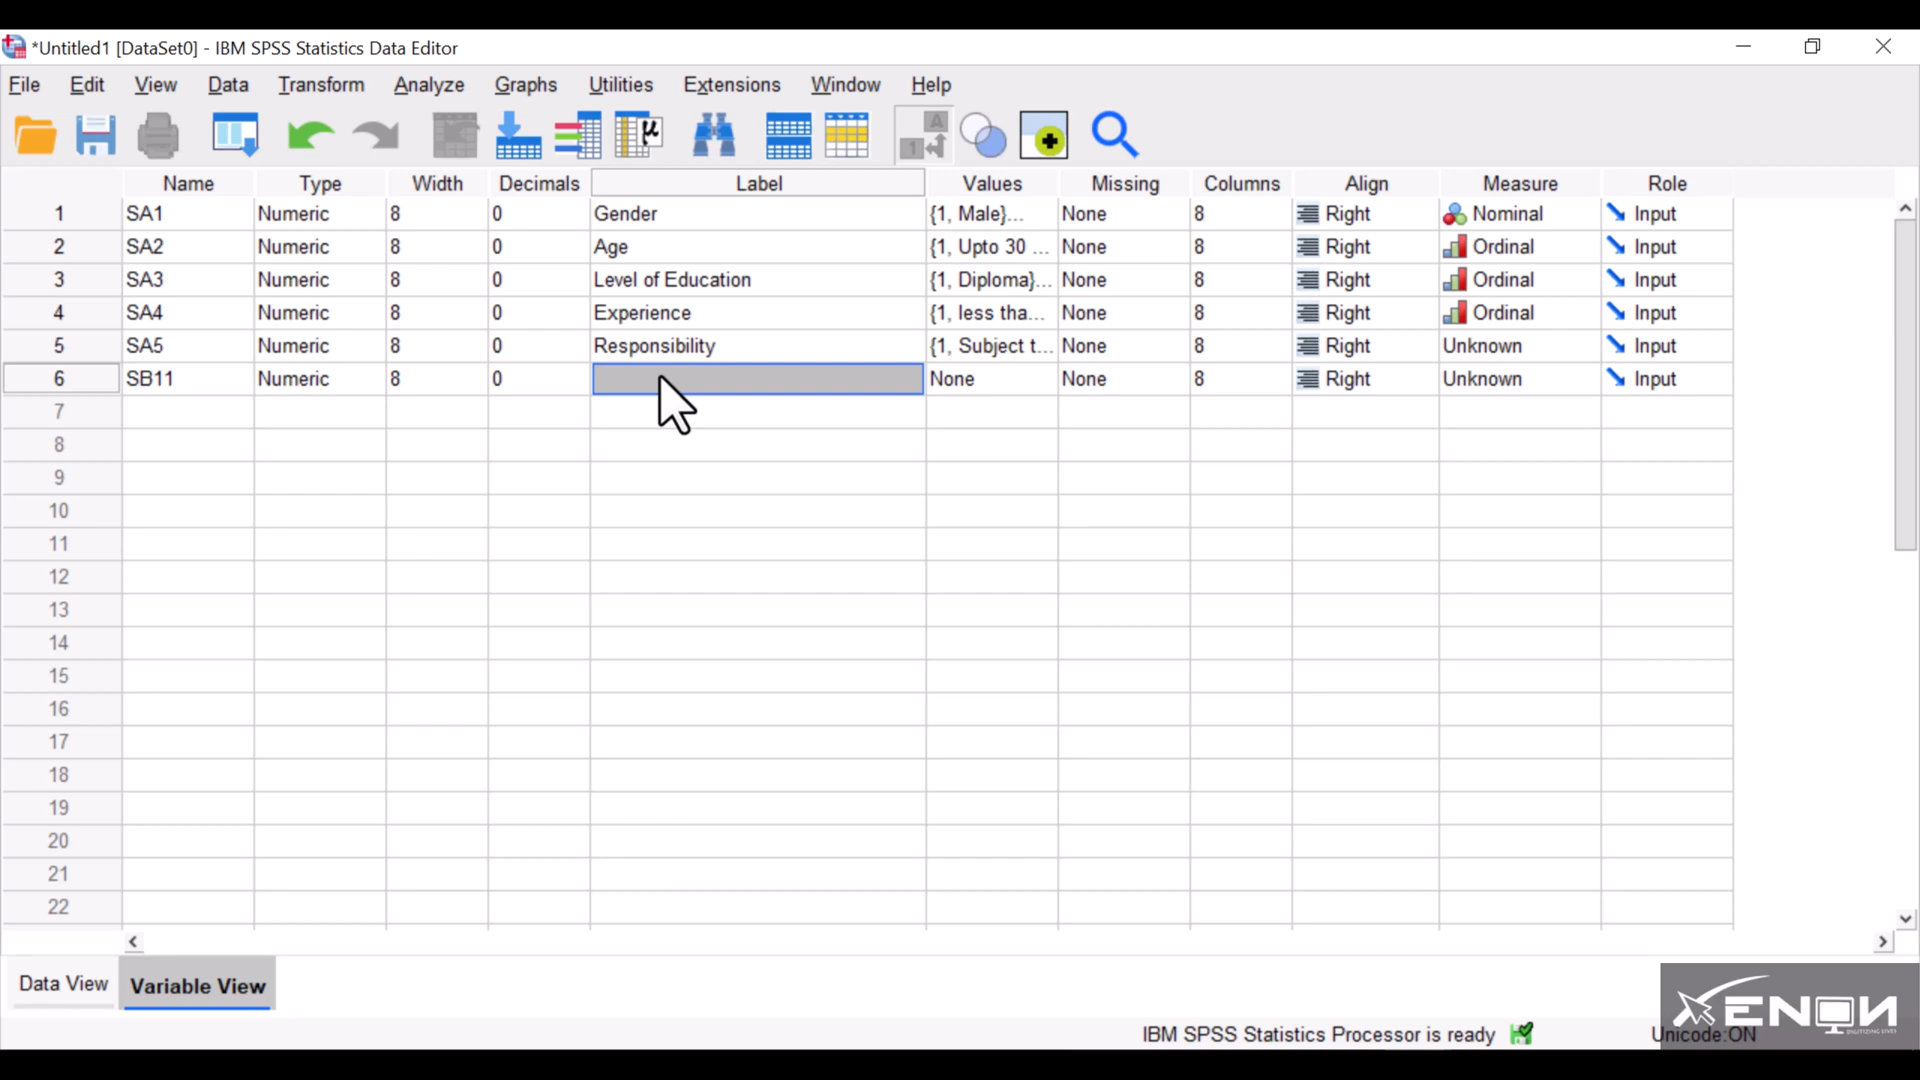 *Untitled1 [DataSet0] - IBM SPSS Statistics Data Editor
File Edit View Data Transform Analyze Graphs Utilities Extensions Window Help
Name Type Width Decimals Label Values Missing Columns Align Measure Role
1 SA1 Numeric 8 0 Gender {1, Male}... None 8 Right Nominal Input
2 SA2 Numeric 8 0 Age {1, Upto 30 ... None 8 Right Ordinal Input
3 SA3 Numeric 8 0 Level of Education {1, Diploma}... None 8 Right Ordinal Input
4 SA4 Numeric 8 0 Experience {1, less tha... None 8 Right Ordinal Input
5 SA5 Numeric 8 0 Responsibility {1, Subject t... None 8 Right Unknown Input
6 SB11 Numeric 8 0 None None 8 Right Unknown Input
7
8
9
10
11
12
13
14
15
16
17
18
19
20
21
22
Data View Variable View
XENON
DIGITIZING LIVES
IBM SPSS Statistics Processor is ready Unicode:ON